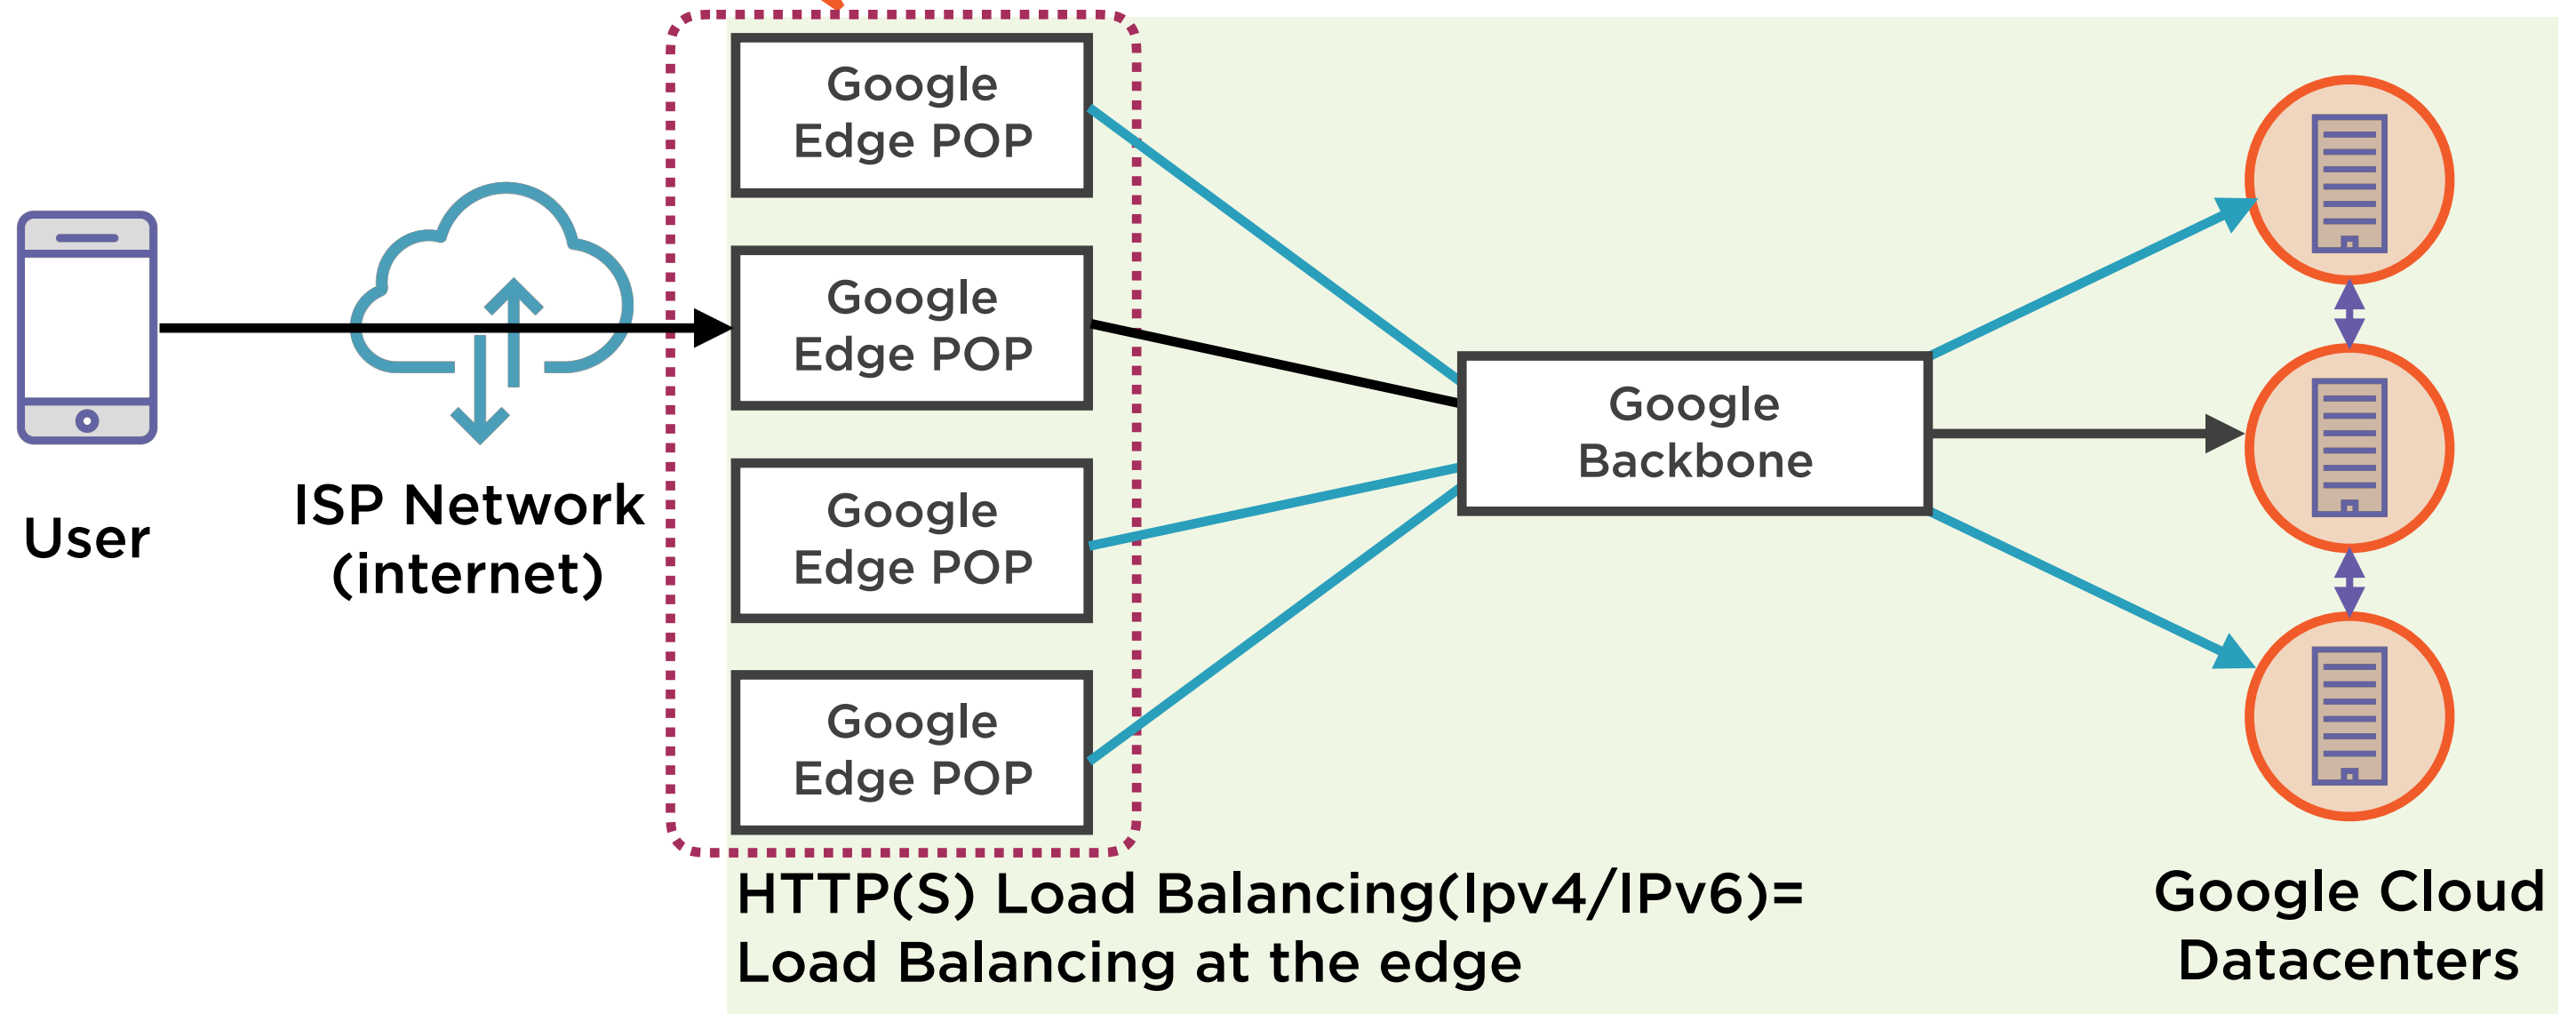 User
ISP Network
(internet)
Google
Edge POP
Google
Edge POP
Google
Edge POP
Google
Edge POP
Google
Backbone
HTTP(S) Load Balancing(Ipv4/IPv6)=
Load Balancing at the edge
Google Cloud
Datacenters